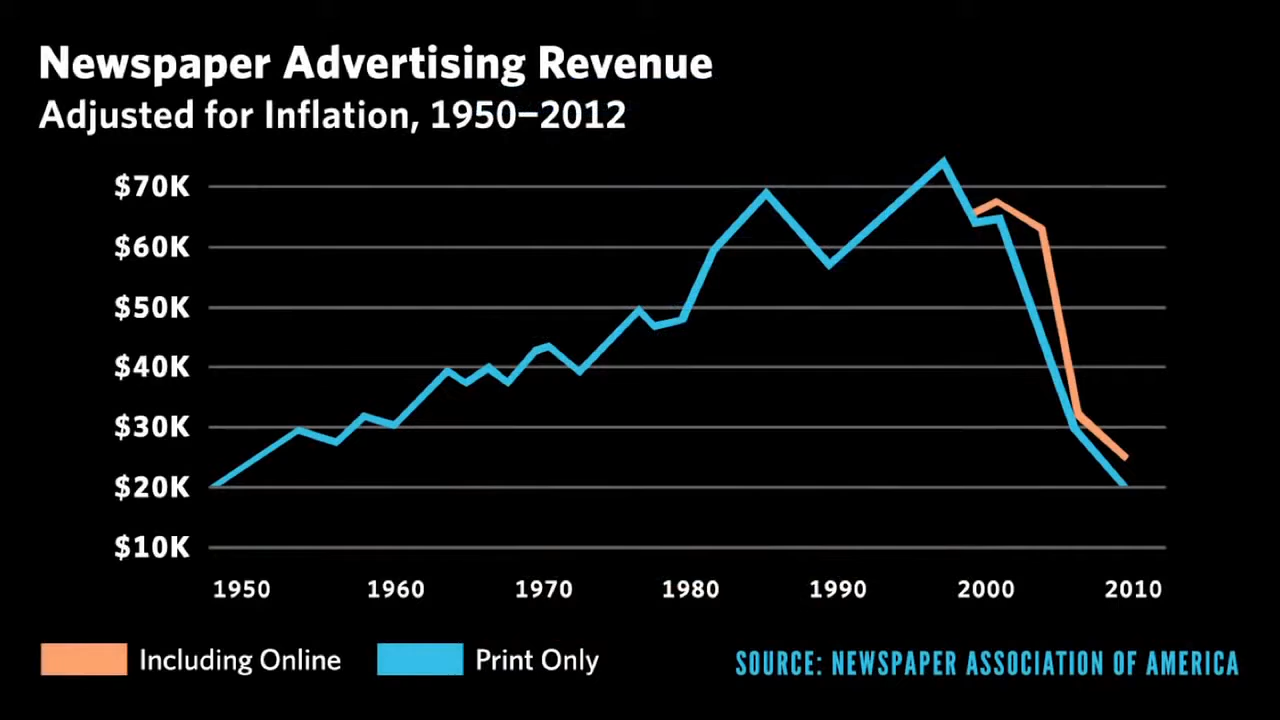 Newspaper Advertising Revenue
Adjusted for Inflation, 1950–2012
$70K
$60K
$50K
$40K
$30K
$20K
$10K
1950 1960 1970 1980 1990 2000 2010
Including Online Print Only SOURCE: NEWSPAPER ASSOCIATION OF AMERICA